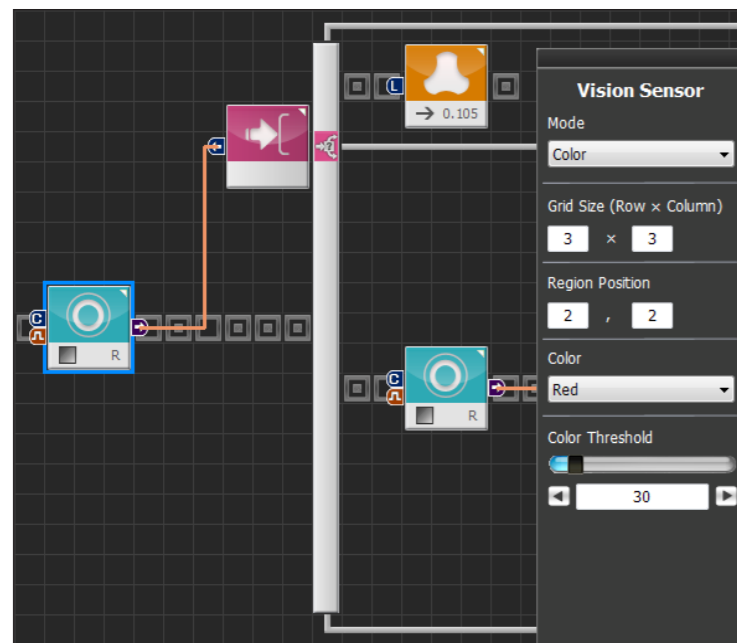 L
→ 0.105
?
C
R
C
R
Vision Sensor
Mode
Color
Grid Size (Row × Column)
3 × 3
Region Position
2 , 2
Color
Red
Color Threshold
30